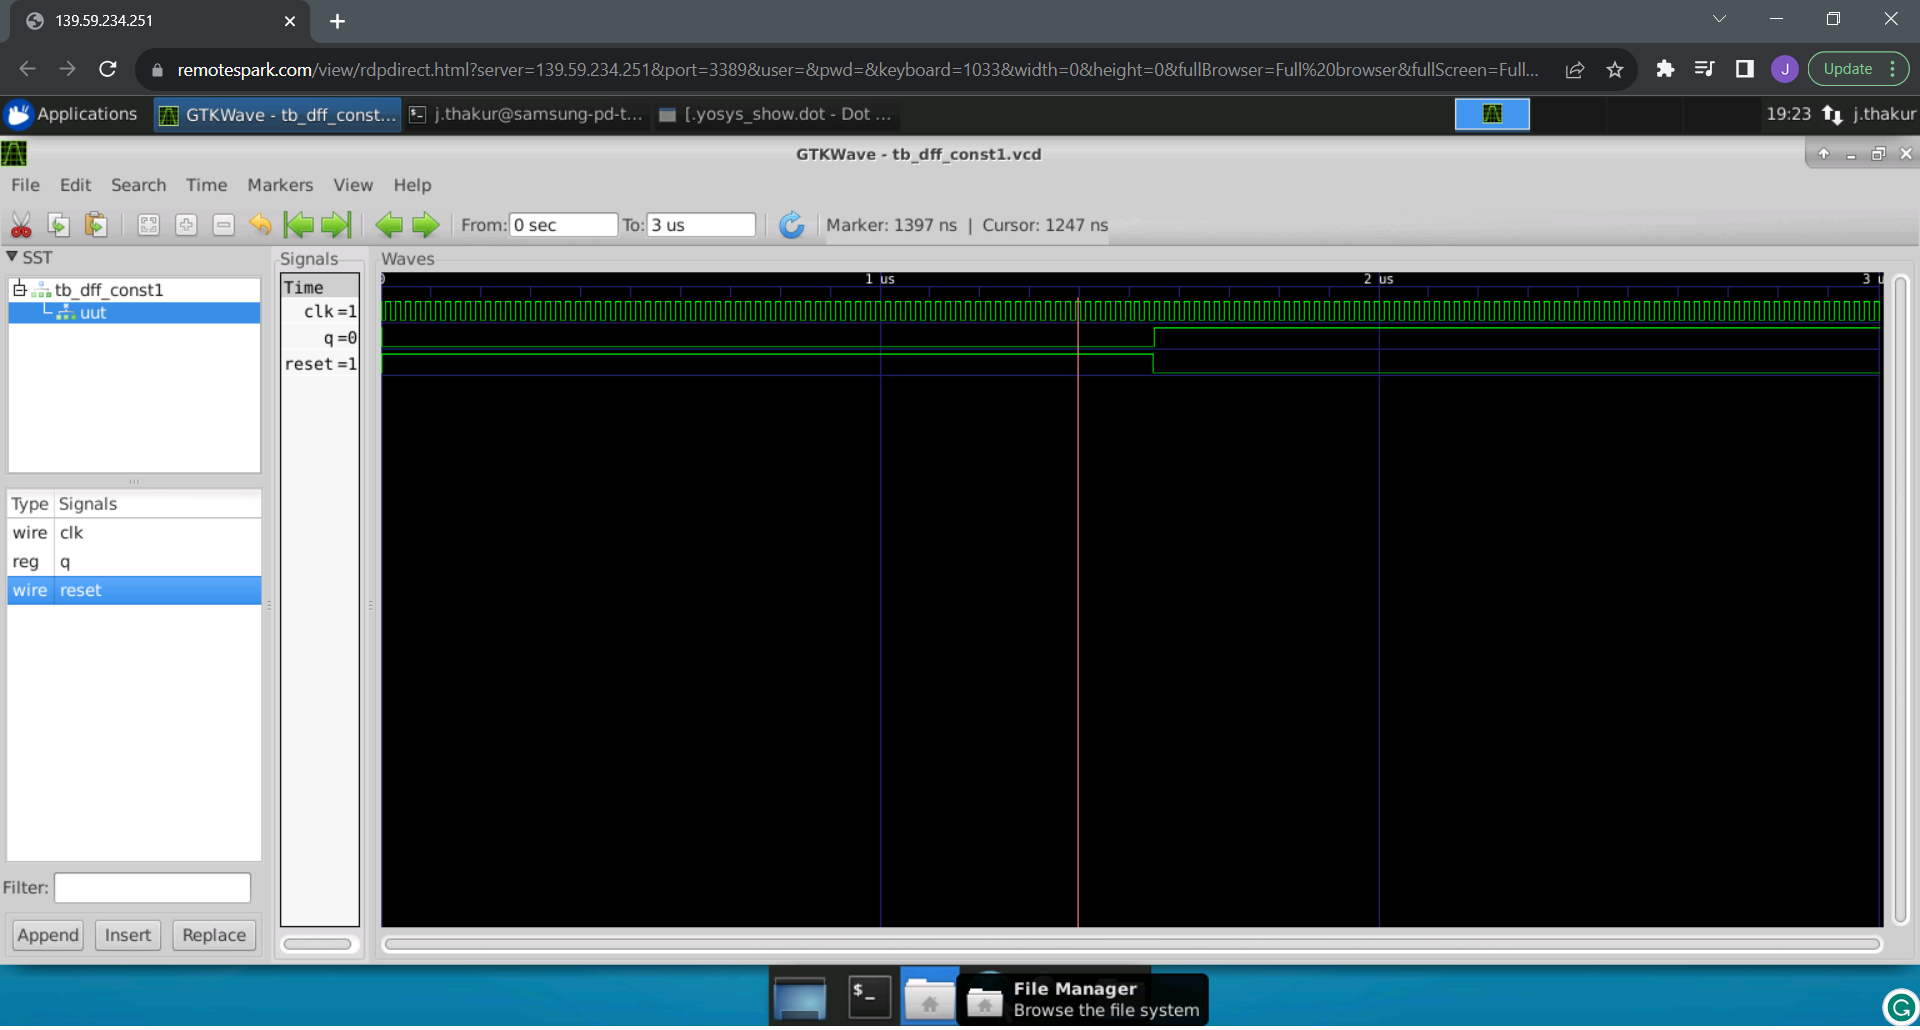 139.59.234.251
remotespark.com/view/rdpdirect.html?server=139.59.234.251&port=3389&user=&pwd=&keyboard=1033&width=0&height=0&fullBrowser=Full%20browser&fullScreen=Full...
J
Update
Applications
GTKWave - tb_dff_const...
j.thakur@samsung-pd-t...
[.yosys_show.dot - Dot ...
19:23
j.thakur
GTKWave - tb_dff_const1.vcd
File Edit Search Time Markers View Help
From: 0 sec To: 3 us
Marker: 1397 ns | Cursor: 1247 ns
SST
tb_dff_const1
uut
Type Signals
wire clk
reg q
wire reset
Filter:
Append Insert Replace
Signals
Time
clk =1
q =0
reset =1
Waves
0 1 us 2 us 3 u
$_
File Manager
Browse the file system